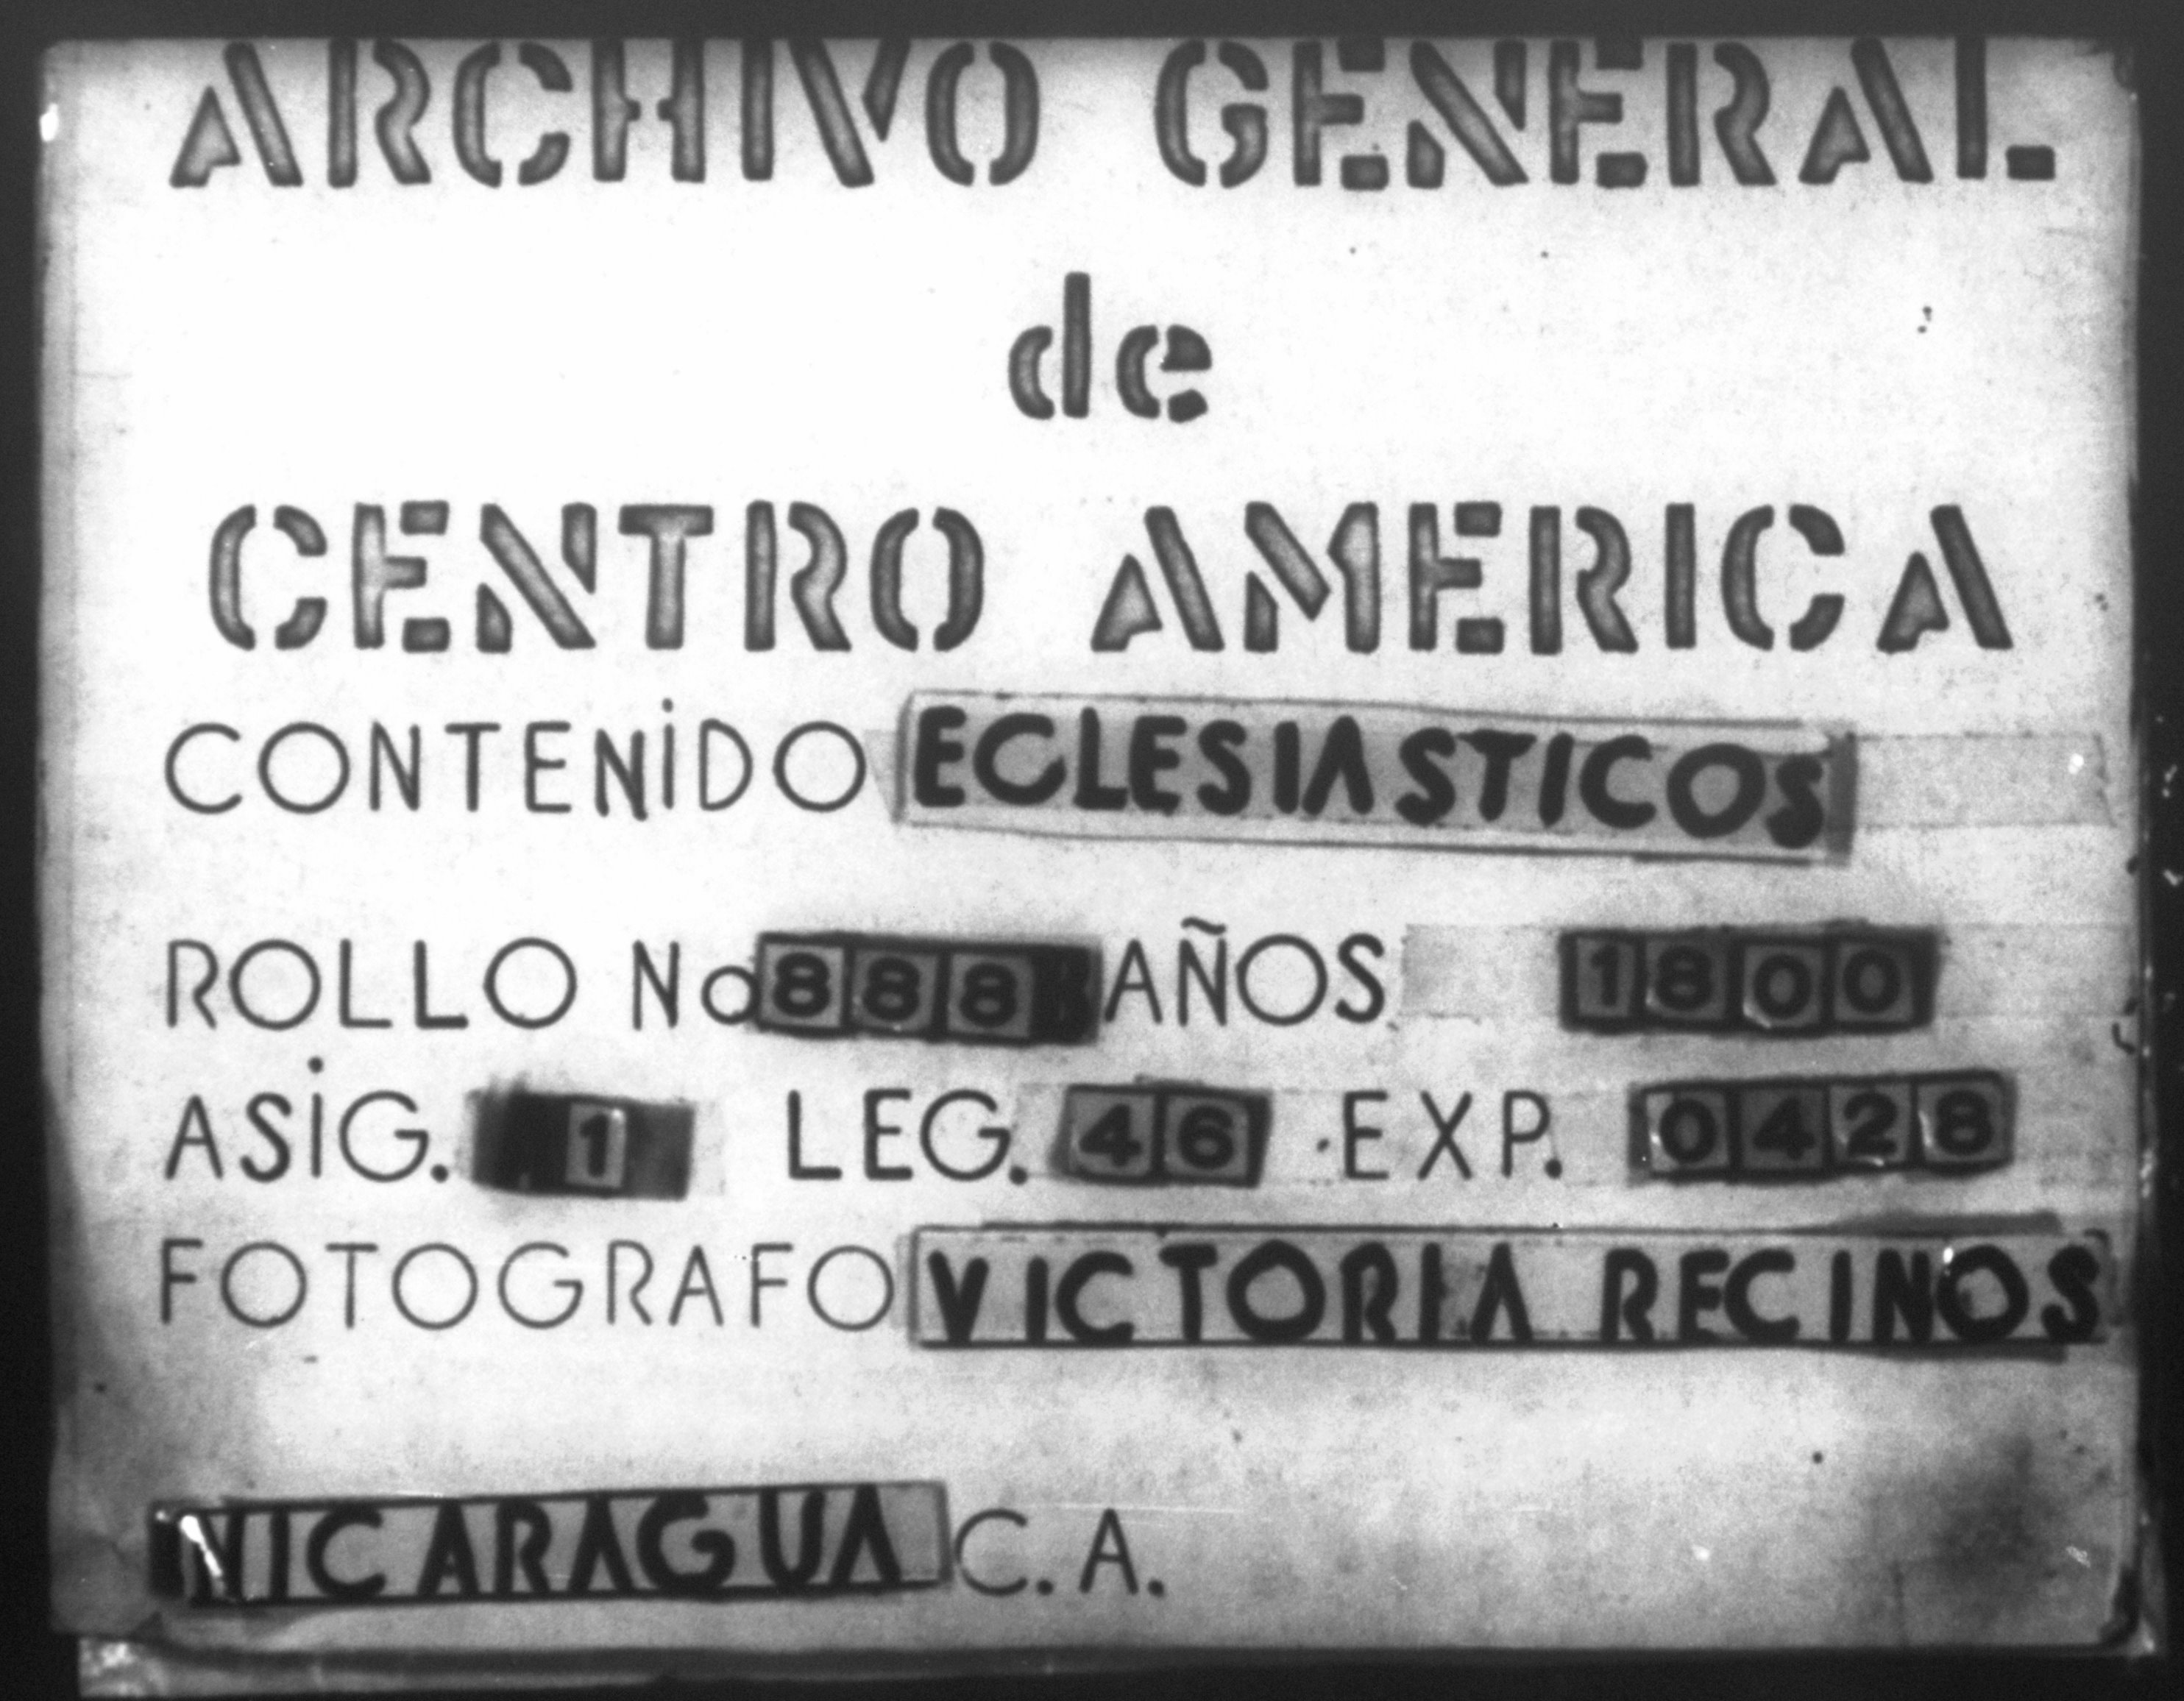 ARCHIVO GENERAL
de
CENTRO AMERICA
CONTENIDO ECLESIASTICOS
ROLLO No 888 AÑOS 1800
ASIG. 1 LEG. 46 EXP. 0428
FOTOGRAFO VICTORIA RECINOS
NICARAGUA C.A.